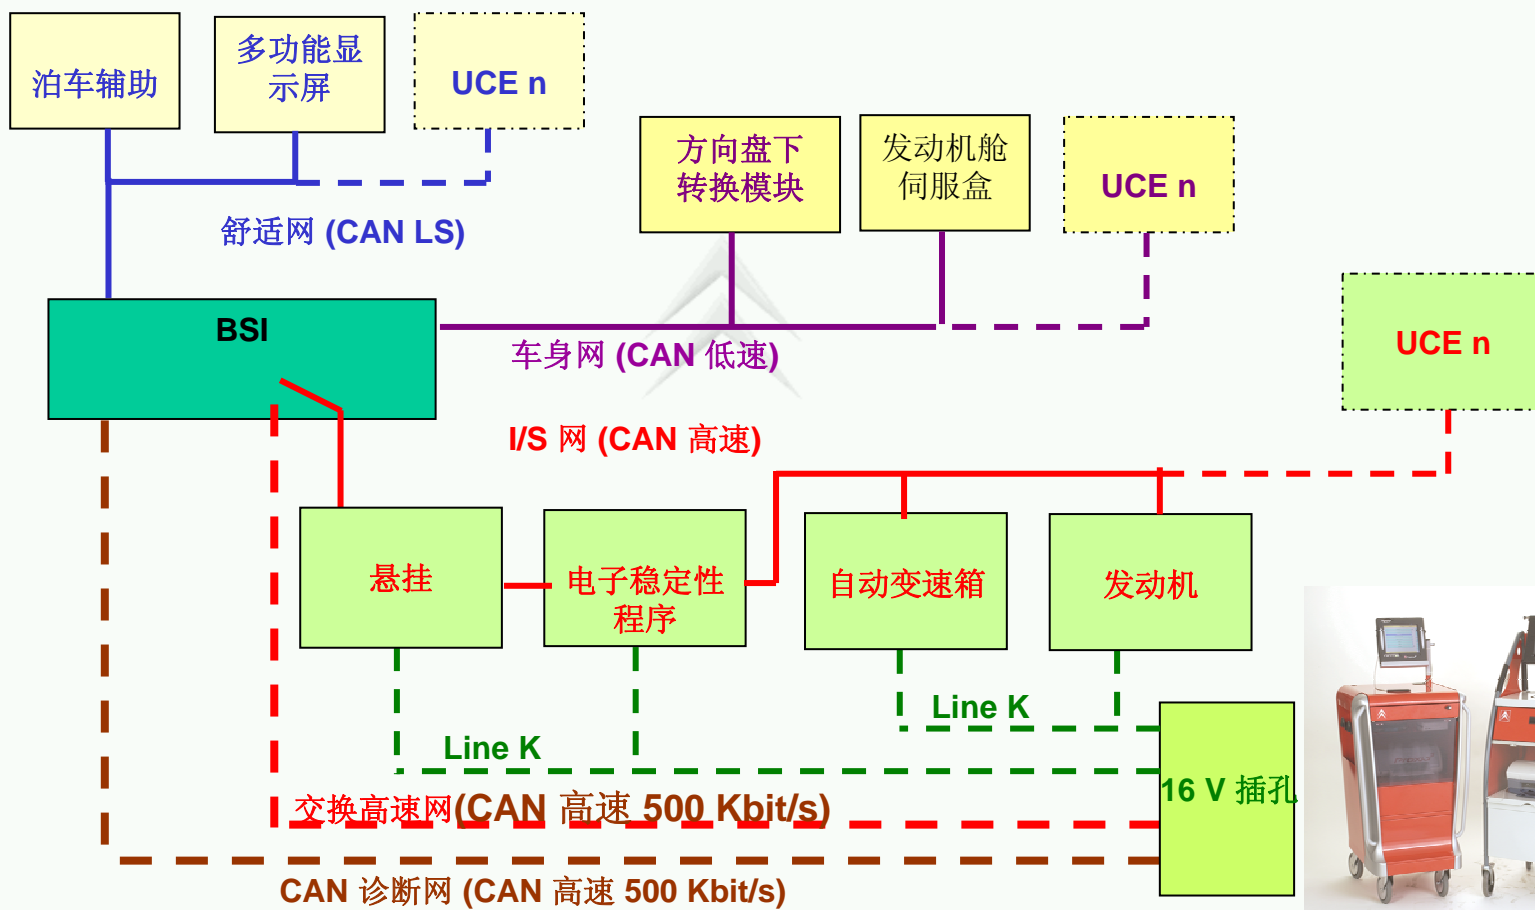 泊车辅助
多功能显
示屏
UCE n
舒适网 (CAN LS)
方向盘下
转换模块
发动机舱
伺服盒
UCE n
BSI
车身网 (CAN 低速)
UCE n
I/S 网 (CAN 高速)
悬挂
电子稳定性
程序
自动变速箱
发动机
Line K
Line K
16 V 插孔
交换高速网(CAN 高速 500 Kbit/s)
CAN 诊断网 (CAN 高速 500 Kbit/s)